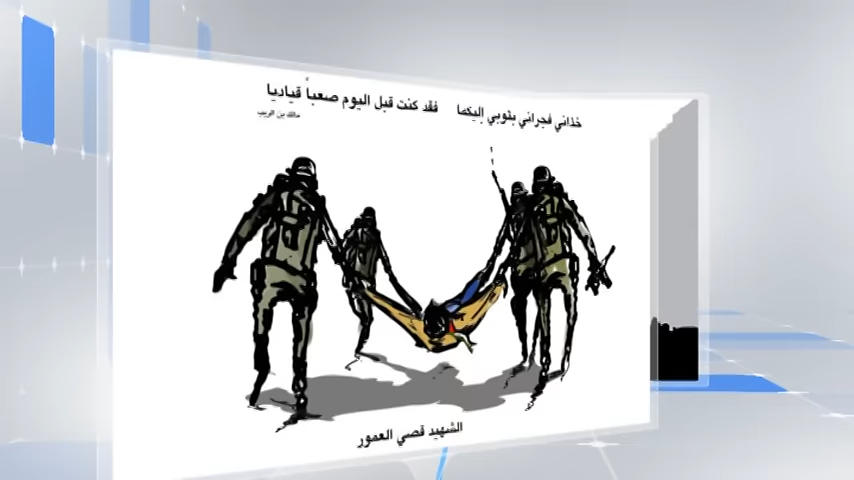 خذاني فجراني بثوبي إليكما فقد كنت قبل اليوم صعباً قياديا
مالك بن الريب
الشهيد قصي العمور